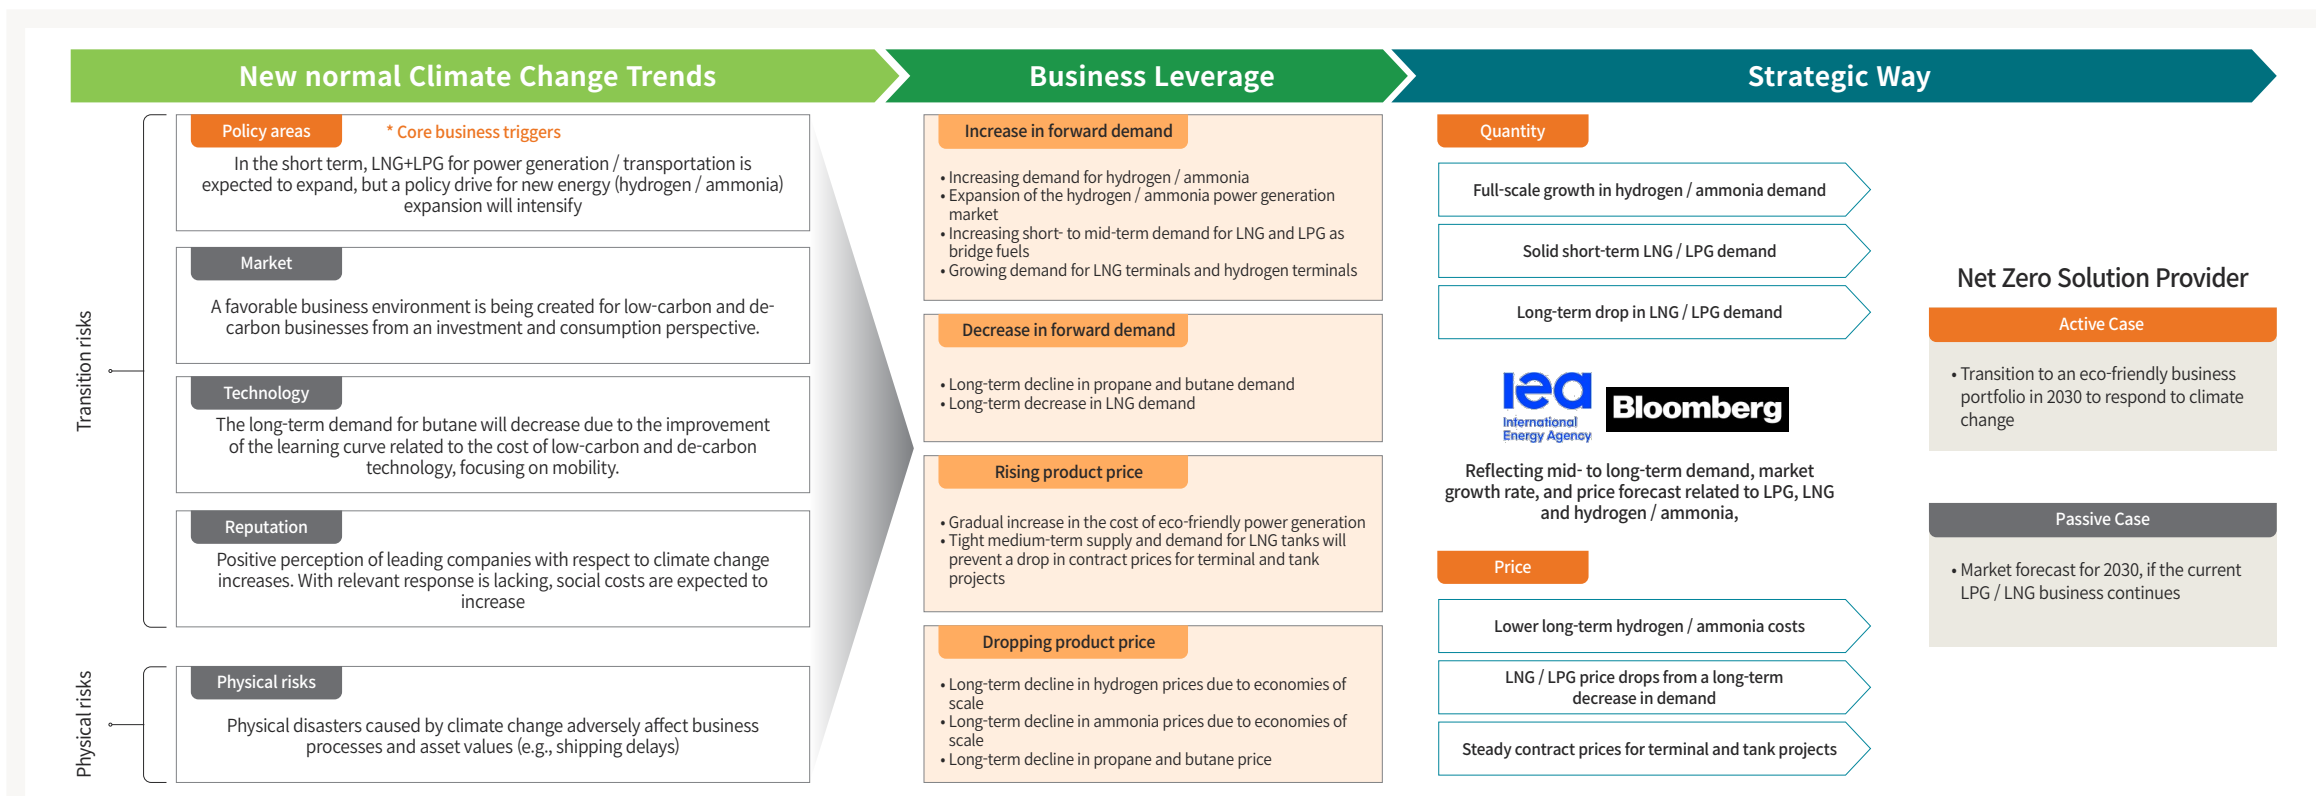 New normal Climate Change Trends
Business Leverage
Strategic Way
Transition risks
Policy areas
* Core business triggers
In the short term, LNG+LPG for power generation / transportation is
expected to expand, but a policy drive for new energy (hydrogen / ammonia)
expansion will intensify
Market
A favorable business environment is being created for low-carbon and de-
carbon businesses from an investment and consumption perspective.
Technology
The long-term demand for butane will decrease due to the improvement
of the learning curve related to the cost of low-carbon and de-carbon
technology, focusing on mobility.
Reputation
Positive perception of leading companies with respect to climate change
increases. With relevant response is lacking, social costs are expected to
increase
Physical risks
Physical risks
Physical disasters caused by climate change adversely affect business
processes and asset values (e.g., shipping delays)
Increase in forward demand
• Increasing demand for hydrogen / ammonia
• Expansion of the hydrogen / ammonia power generation
market
• Increasing short- to mid-term demand for LNG and LPG as
bridge fuels
• Growing demand for LNG terminals and hydrogen terminals
Decrease in forward demand
• Long-term decline in propane and butane demand
• Long-term decrease in LNG demand
Rising product price
• Gradual increase in the cost of eco-friendly power generation
• Tight medium-term supply and demand for LNG tanks will
prevent a drop in contract prices for terminal and tank
projects
Dropping product price
• Long-term decline in hydrogen prices due to economies of
scale
• Long-term decline in ammonia prices due to economies of
scale
• Long-term decline in propane and butane price
Quantity
Full-scale growth in hydrogen / ammonia demand
Solid short-term LNG / LPG demand
Long-term drop in LNG / LPG demand
iea
International
Energy Agency
Bloomberg
Reflecting mid- to long-term demand, market
growth rate, and price forecast related to LPG, LNG
and hydrogen / ammonia,
Price
Lower long-term hydrogen / ammonia costs
LNG / LPG price drops from a long-term
decrease in demand
Steady contract prices for terminal and tank projects
Net Zero Solution Provider
Active Case
• Transition to an eco-friendly business
portfolio in 2030 to respond to climate
change
Passive Case
• Market forecast for 2030, if the current
LPG / LNG business continues